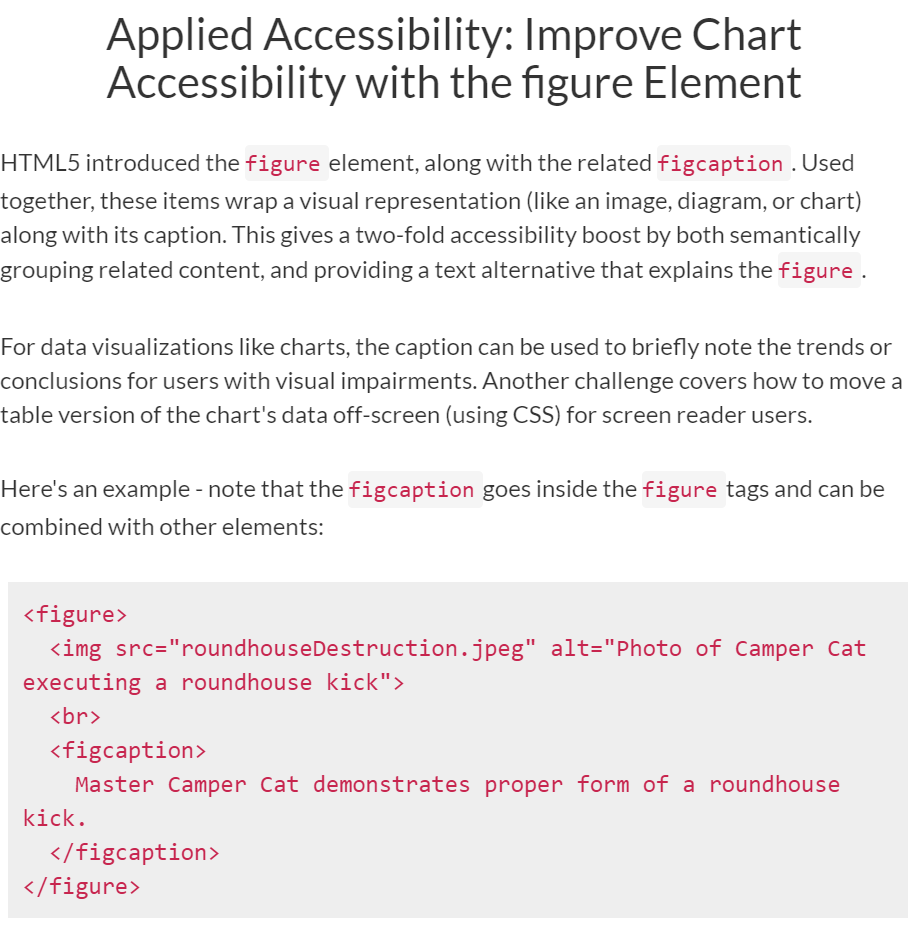 Applied Accessibility: Improve Chart
Accessibility with the figure Element
HTML5 introduced the figure element, along with the related figcaption . Used
together, these items wrap a visual representation (like an image, diagram, or chart)
along with its caption. This gives a two-fold accessibility boost by both semantically
grouping related content, and providing a text alternative that explains the figure .
For data visualizations like charts, the caption can be used to briefly note the trends or
conclusions for users with visual impairments. Another challenge covers how to move a
table version of the chart's data off-screen (using CSS) for screen reader users.
Here's an example - note that the figcaption goes inside the figure tags and can be
combined with other elements:
<figure>
  <img src="roundhouseDestruction.jpeg" alt="Photo of Camper Cat
executing a roundhouse kick">
  <br>
  <figcaption>
    Master Camper Cat demonstrates proper form of a roundhouse
kick.
  </figcaption>
</figure>